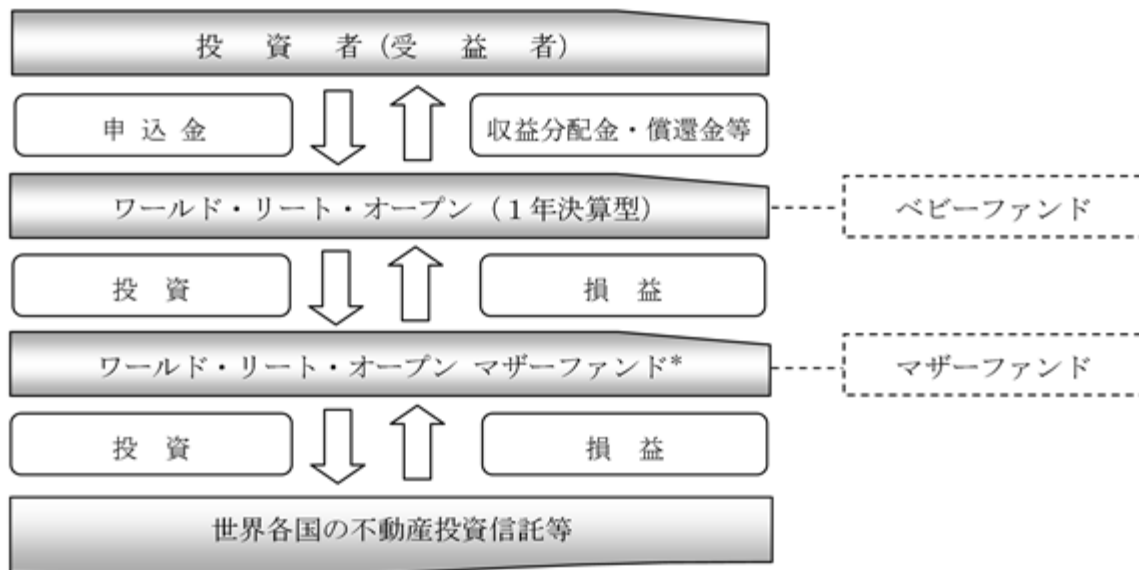 投資者(受益者)
申込金
収益分配金・償還金等
ワールド・リート・オープン(1年決算型)
ベビーファンド
投資
損益
ワールド・リート・オープン マザーファンド*
マザーファンド
投資
損益
世界各国の不動産投資信託等